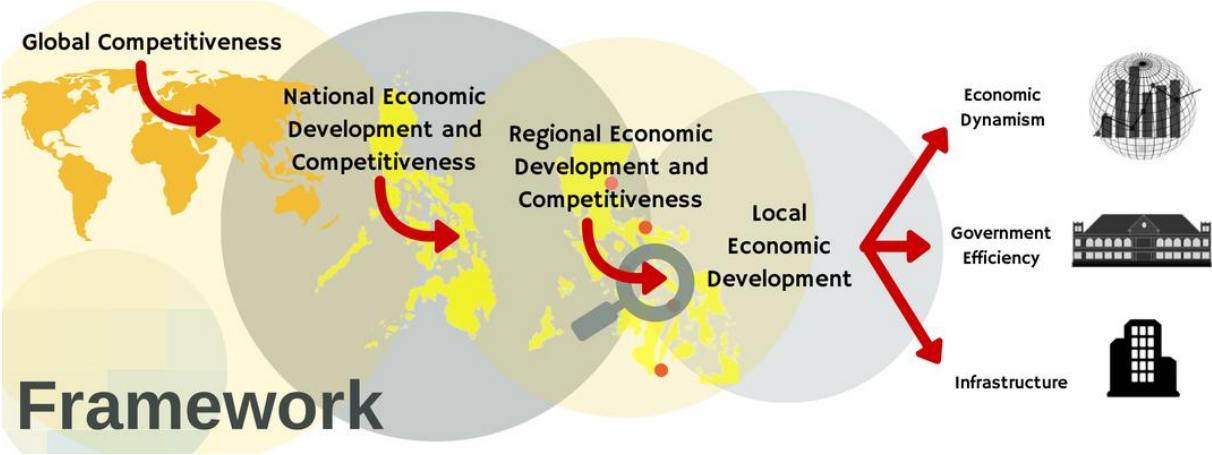 Global Competitiveness
National Economic
Development and
Competitiveness
Regional Economic
Development and
Competitiveness
Local
Economic
Development
Economic
Dynamism
Government
Efficiency
Infrastructure
Framework